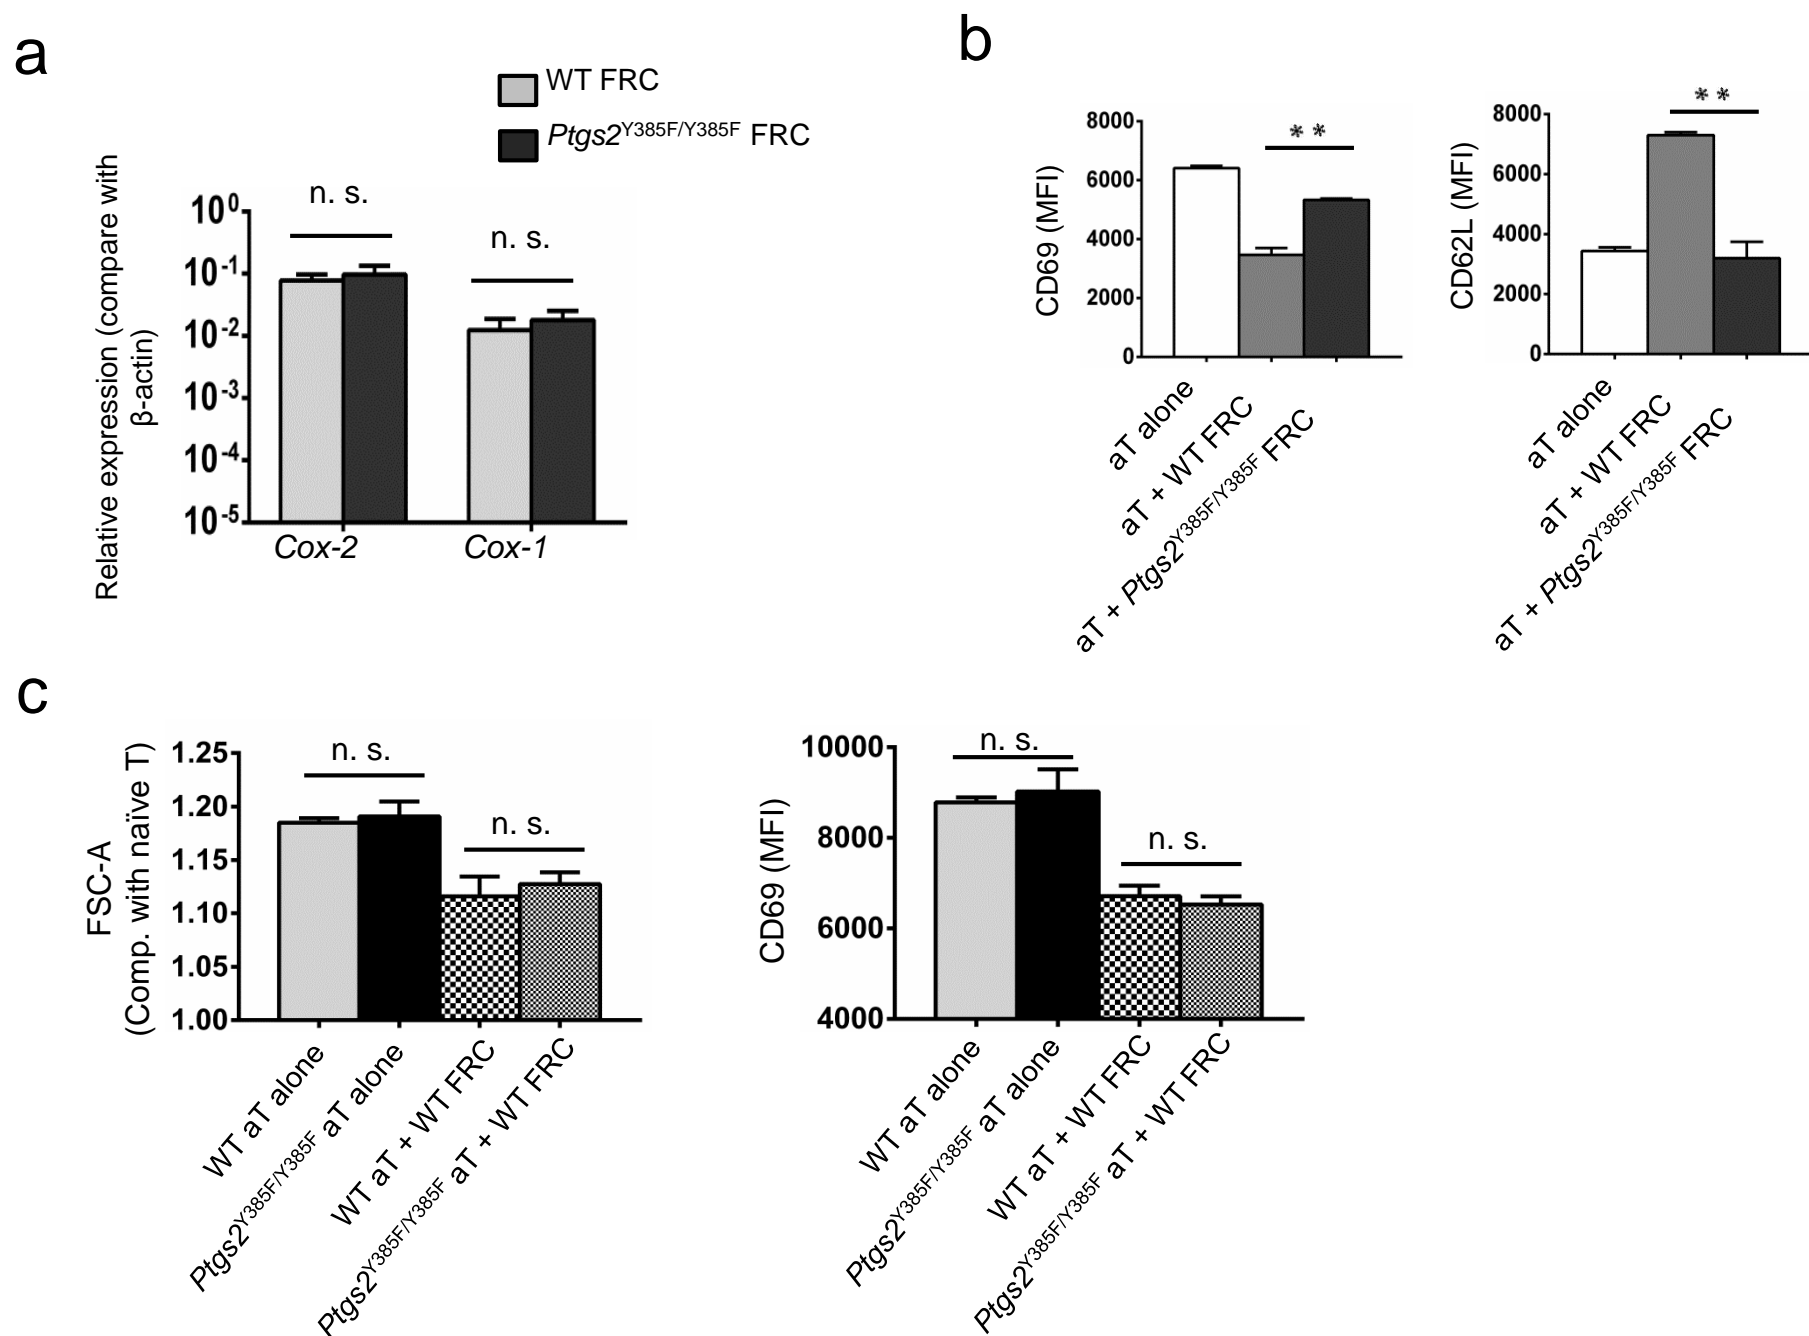 a
WT FRC
Ptgs2Y385F/Y385F FRC
Relative expression (compare with
β-actin)
100
10-1
10-2
10-3
10-4
10-5
n. s.
n. s.
Cox-2
Cox-1
b
CD69 (MFI)
8000
6000
4000
2000
0
* *
aT alone
aT + WT FRC
aT + Ptgs2Y385F/Y385F FRC
CD62L (MFI)
8000
6000
4000
2000
0
* *
aT alone
aT + WT FRC
aT + Ptgs2Y385F/Y385F FRC
c
FSC-A
(Comp. with naïve T)
1.25
1.20
1.15
1.10
1.05
1.00
n. s.
n. s.
WT aT alone
Ptgs2Y385F/Y385F aT alone
WT aT + WT FRC
Ptgs2Y385F/Y385F aT + WT FRC
CD69 (MFI)
10000
8000
6000
4000
n. s.
n. s.
WT aT alone
Ptgs2Y385F/Y385F aT alone
WT aT + WT FRC
Ptgs2Y385F/Y385F aT + WT FRC